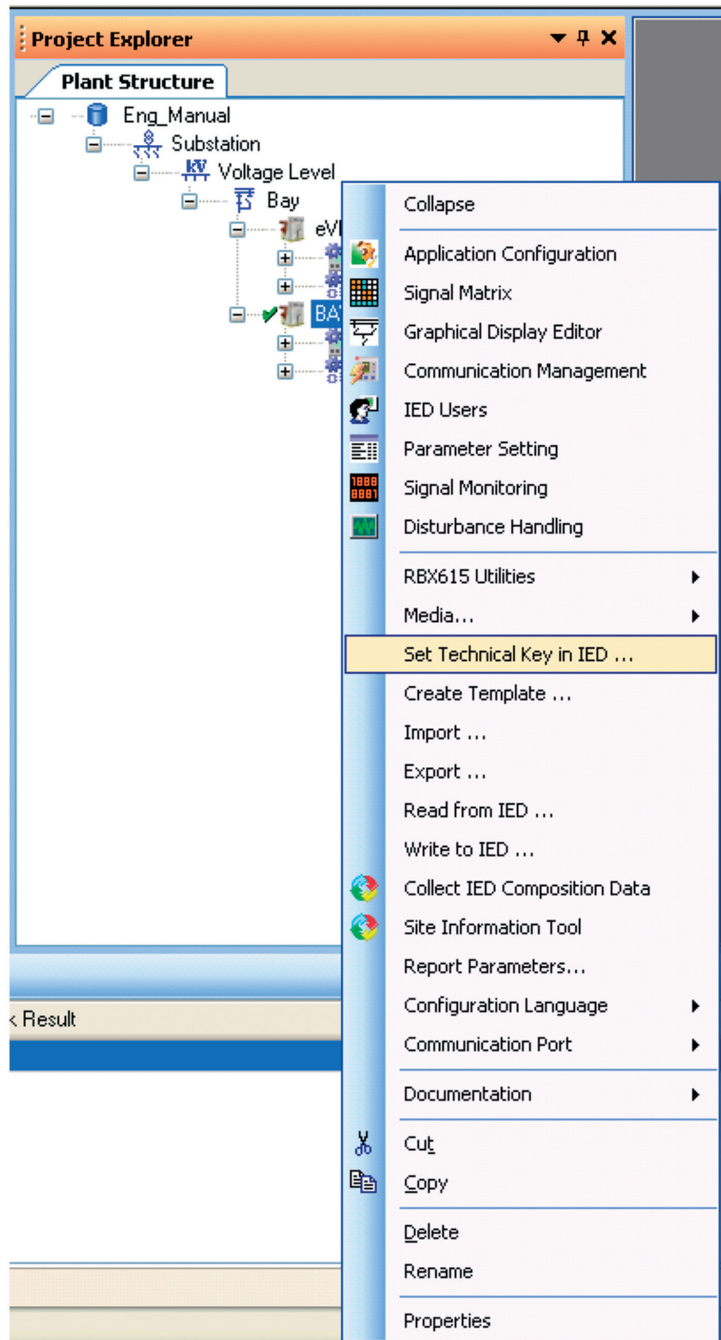 Project Explorer
Plant Structure
Eng_Manual
Substation
Voltage Level
Bay
Collapse
Application Configuration
Signal Matrix
Graphical Display Editor
Communication Management
IED Users
Parameter Setting
Signal Monitoring
Disturbance Handling
RBX615 Utilities
Media...
Set Technical Key in IED ...
Create Template ...
Import ...
Export ...
Read from IED ...
Write to IED ...
Collect IED Composition Data
Site Information Tool
Report Parameters...
Configuration Language
Communication Port
Documentation
Cut
Copy
Delete
Rename
Properties
Result